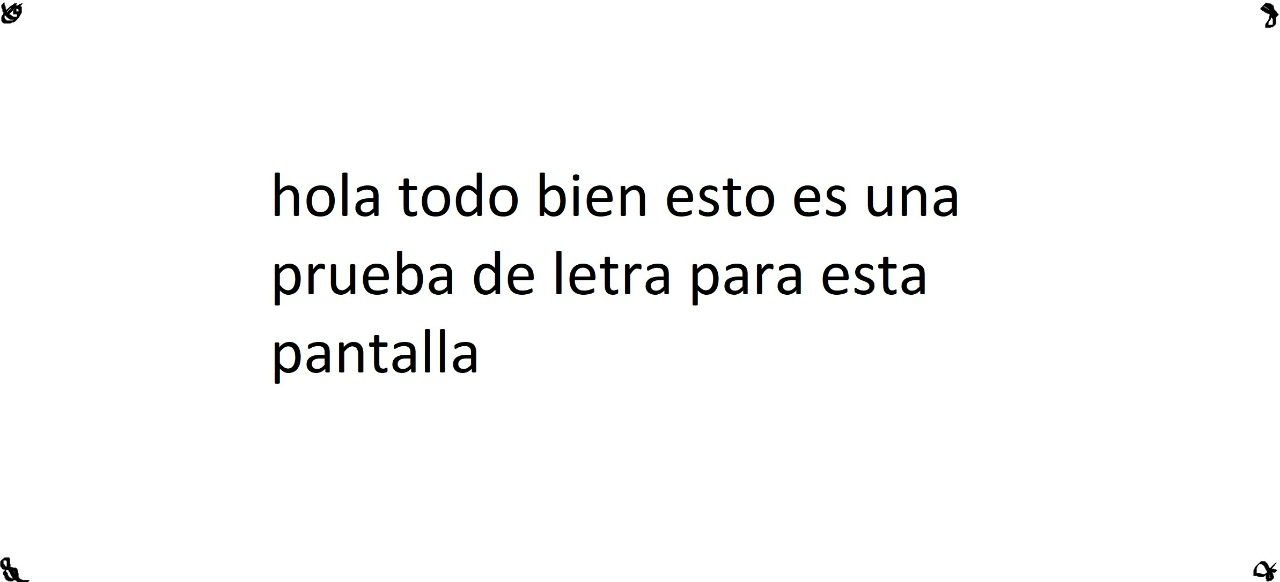 hola todo bien esto es una
prueba de letra para esta
pantalla